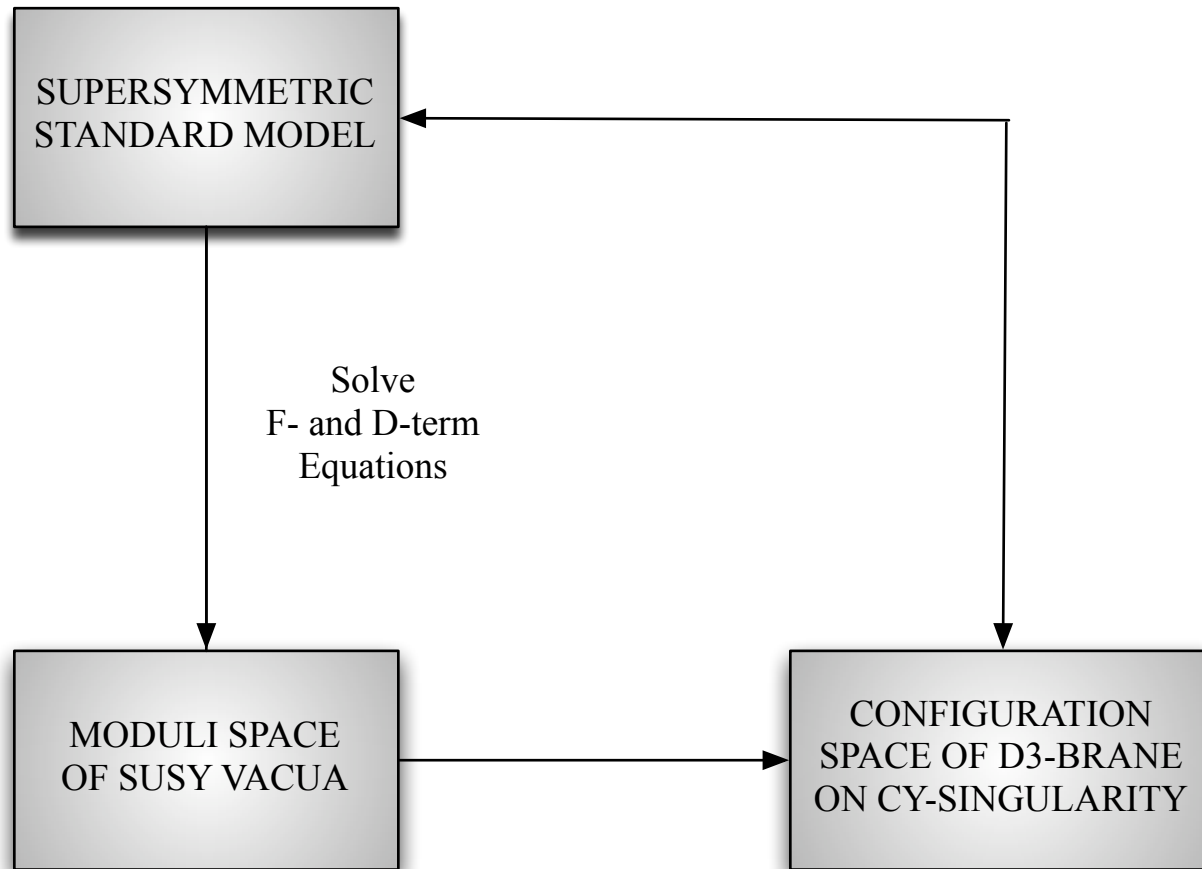 SUPERSYMMETRIC
STANDARD MODEL
Solve
F- and D-term
Equations
MODULI SPACE
OF SUSY VACUA
CONFIGURATION
SPACE OF D3-BRANE
ON CY-SINGULARITY